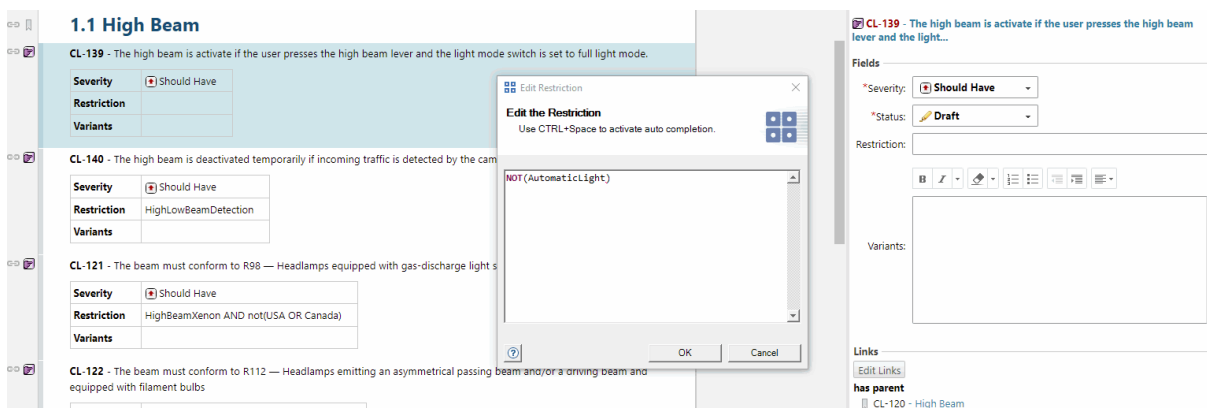 1.1 High Beam
CL-139 - The high beam is activate if the user presses the high beam lever and the light mode switch is set to full light mode.
Severity Should Have
Restriction
Variants
CL-140 - The high beam is deactivated temporarily if incoming traffic is detected by the cam
Severity Should Have
Restriction HighLowBeamDetection
Variants
CL-121 - The beam must conform to R98 — Headlamps equipped with gas-discharge light s
Severity Should Have
Restriction HighBeamXenon AND not(USA OR Canada)
Variants
CL-122 - The beam must conform to R112 — Headlamps emitting an asymmetrical passing beam and/or a driving beam and
equipped with filament bulbs
Edit Restriction
Edit the Restriction
Use CTRL+Space to activate auto completion.
NOT(AutomaticLight)
OK Cancel
CL-139 - The high beam is activate if the user presses the high beam
lever and the light...
Fields
*Severity: Should Have
*Status: Draft
Restriction:
B I
Variants:
Links
Edit Links
has parent
CL-120 - High Beam